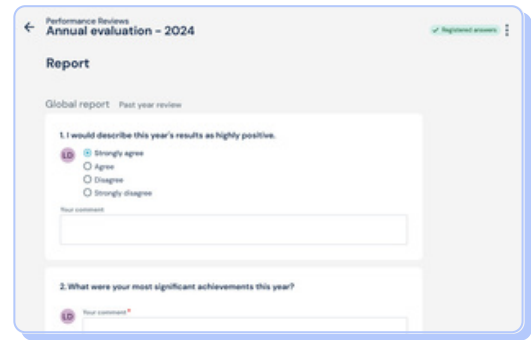 Performance Reviews
Annual evaluation - 2024
Registered answers
Report
Global report Past year review
1. I would describe this year's results as highly positive.
LD
Strongly agree
Agree
Disagree
Strongly disagree
Your comment
2. What were your most significant achievements this year?
LD
Your comment*